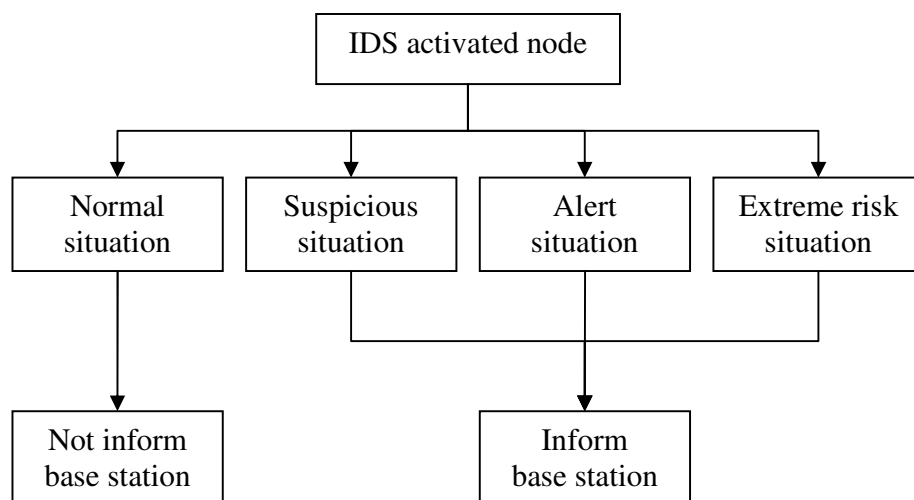 IDS activated node
Normal
situation
Suspicious
situation
Alert
situation
Extreme risk
situation
Not inform
base station
Inform
base station